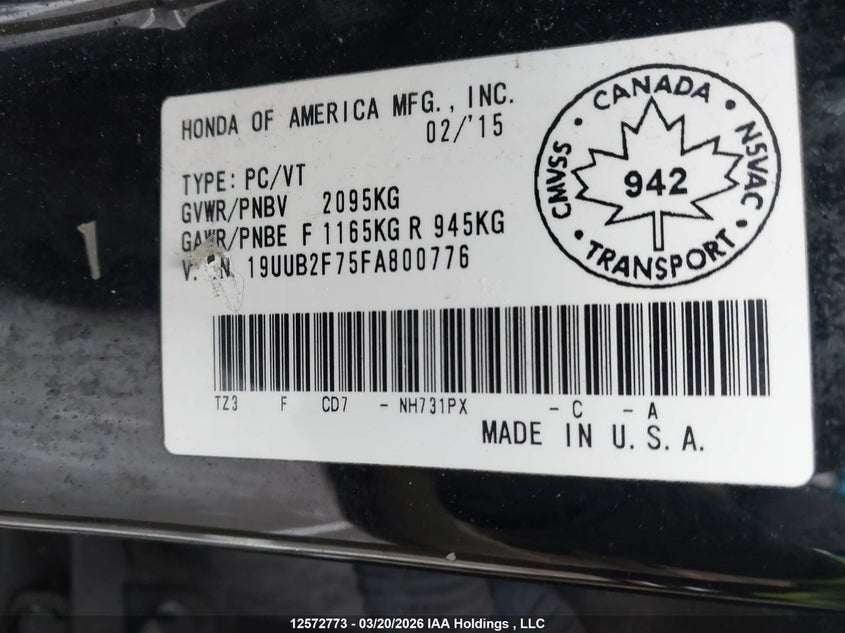 HONDA OF AMERICA MFG., INC.
02/'15
TYPE: PC/VT
GVWR/PNBV 2095KG
GAWR/PNBE F 1165KG R 945KG
V. N. 19UUB2F75FA800776
CANADA
CMVSS
942
NSVAC
TRANSPORT
TZ3 F CD7 - NH731PX - C - A
MADE IN U.S.A.
12572773 - 03/20/2026 IAA Holdings , LLC